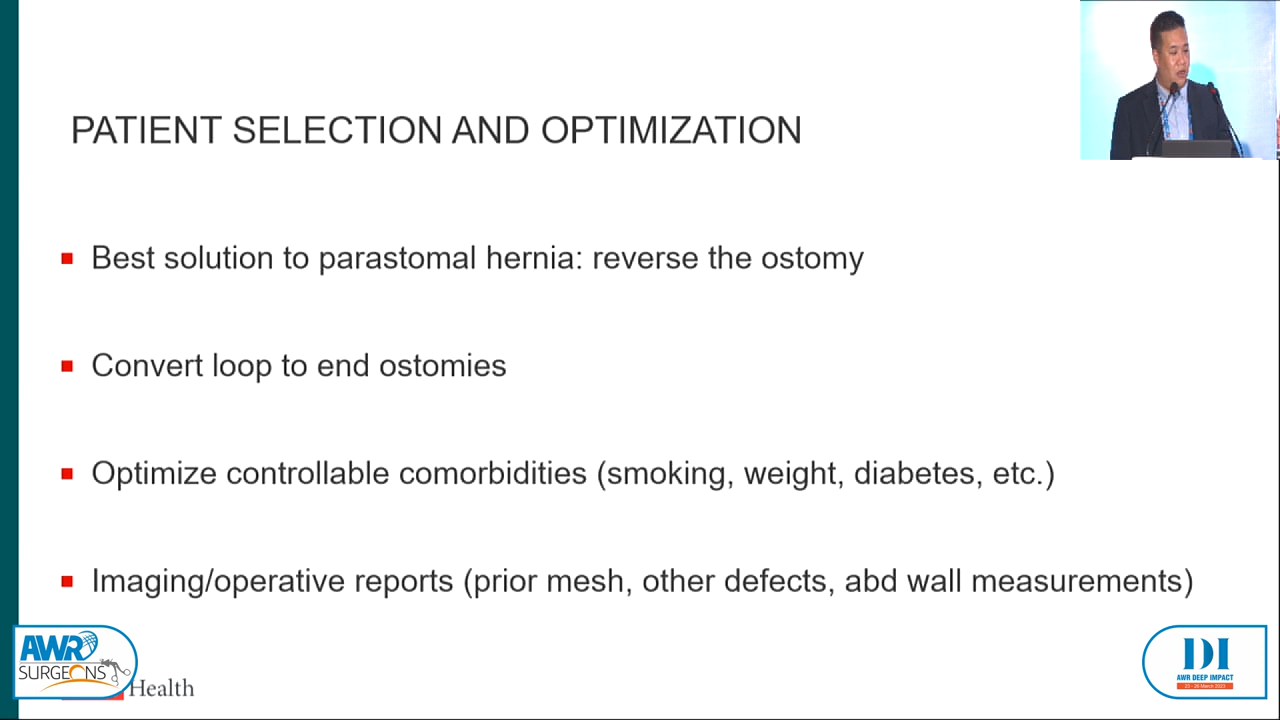 PATIENT SELECTION AND OPTIMIZATION
Best solution to parastomal hernia: reverse the ostomy
Convert loop to end ostomies
Optimize controllable comorbidities (smoking, weight, diabetes, etc.)
Imaging/operative reports (prior mesh, other defects, abd wall measurements)
AWR
SURGEONS
Health
DI
AWR DEEP IMPACT